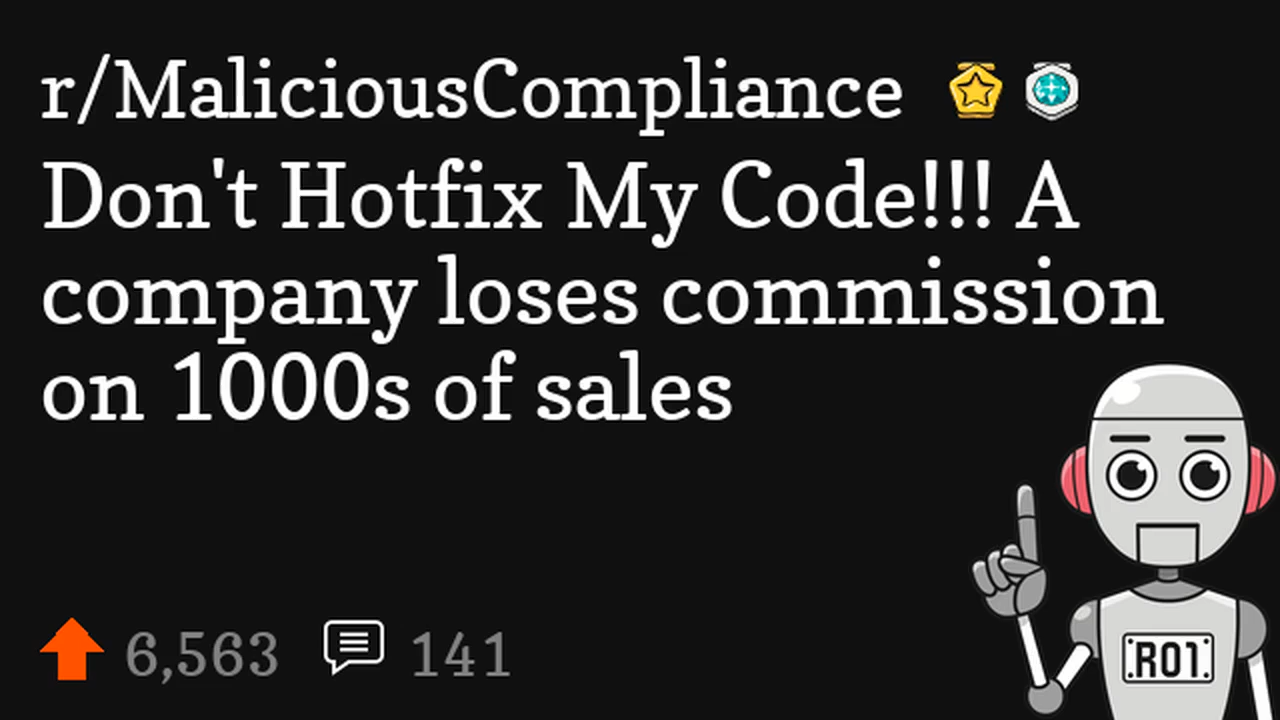 r/MaliciousCompliance
Don't Hotfix My Code!!! A
company loses commission
on 1000s of sales
6,563 141
R01